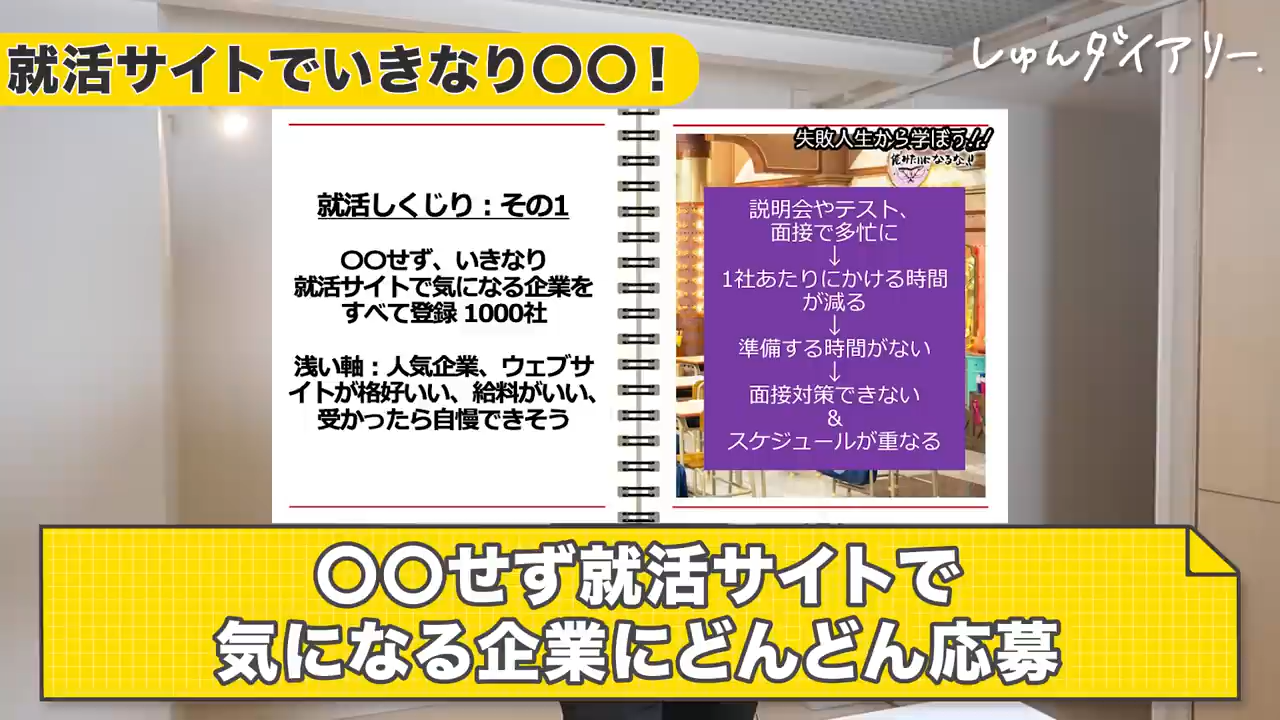 就活サイトでいきなり〇〇！
しゅんダイアリー.
就活しくじり：その1
〇〇せず、いきなり
就活サイトで気になる企業を
すべて登録 1000社
浅い軸：人気企業、ウェブサ
イトが格好いい、給料がいい、
受かったら自慢できそう
失敗人生から学ぼう!!
俺みたいになるな!!
説明会やテスト、
面接で多忙に
↓
1社あたりにかける時間
が減る
↓
準備する時間がない
↓
面接対策できない
&
スケジュールが重なる
〇〇せず就活サイトで
気になる企業にどんどん応募